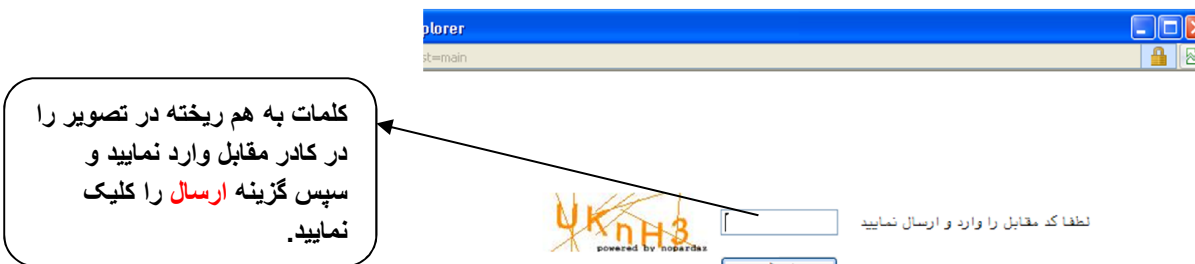 plorer
st=main
کلمات به هم ریخته در تصویر را
در کادر مقابل وارد نمایید و
سپس گزینه ارسال را کلیک
نمایید.
لطفا کد مقابل را وارد و ارسال نمایید
UKnH3
powered by nopardaz